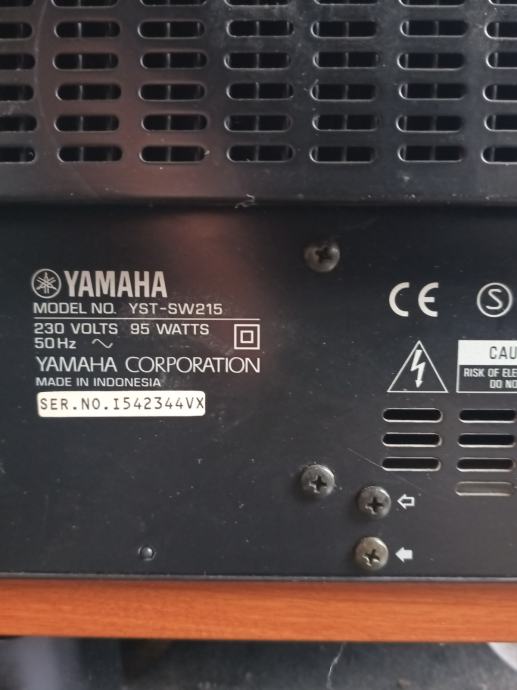 YAMAHA
MODEL NO. YST-SW215
230 VOLTS 95 WATTS
50Hz ~
YAMAHA CORPORATION
MADE IN INDONESIA
SER.NO.I542344VX
CE S
CAU
RISK OF ELE
DO NO